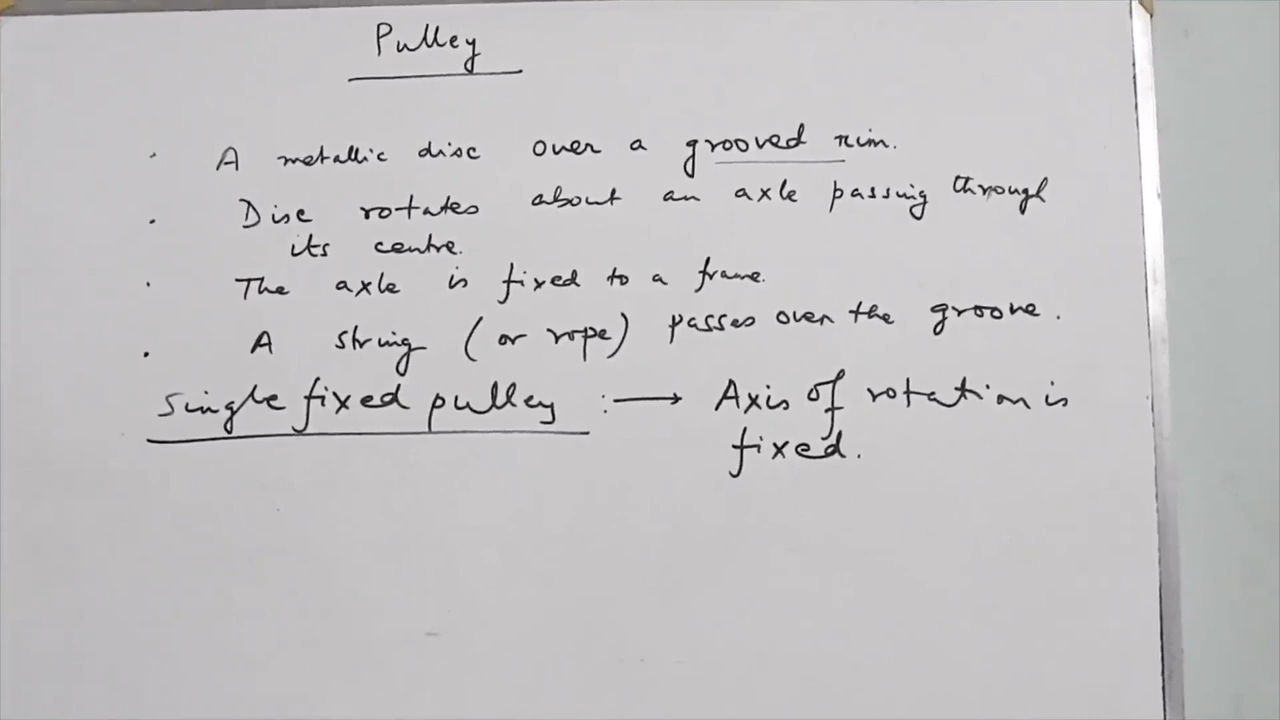 Pulley
. A metallic disc over a grooved rim.
. Disc rotates about an axle passing through
its centre.
. The axle is fixed to a frame.
. A string (or rope) passes over the groove.
Single fixed pulley :→ Axis of rotation is
fixed.